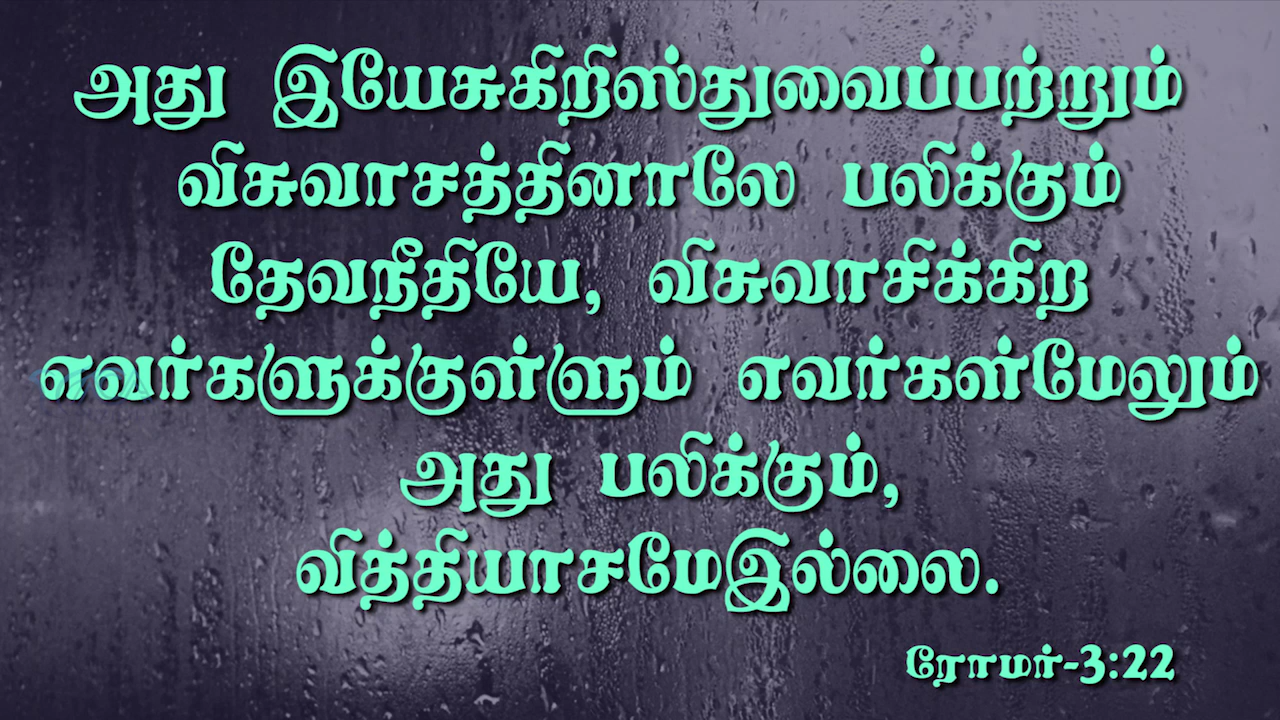 அது இயேசுகிறிஸ்துவைப்பற்றும்
விசுவாசத்தினாலே பலிக்கும்
தேவநீதியே, விசுவாசிக்கிற
எவர்களுக்குள்ளும் எவர்கள்மேலும்
அது பலிக்கும்,
வித்தியாசமேஇல்லை.
ரோமர்-3:22